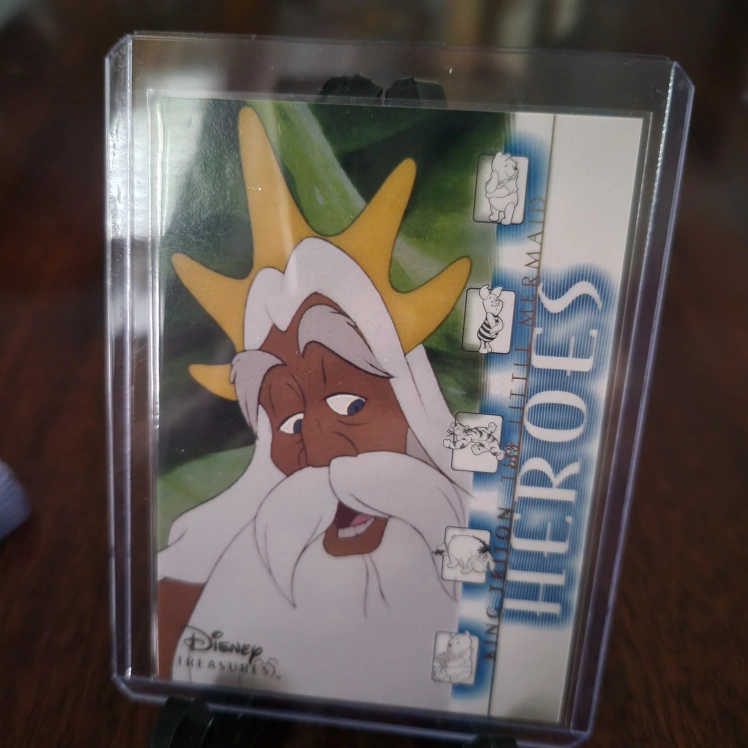 HEROES
KING TRITON THE LITTLE MERMAID
DISNEY
TREASURES